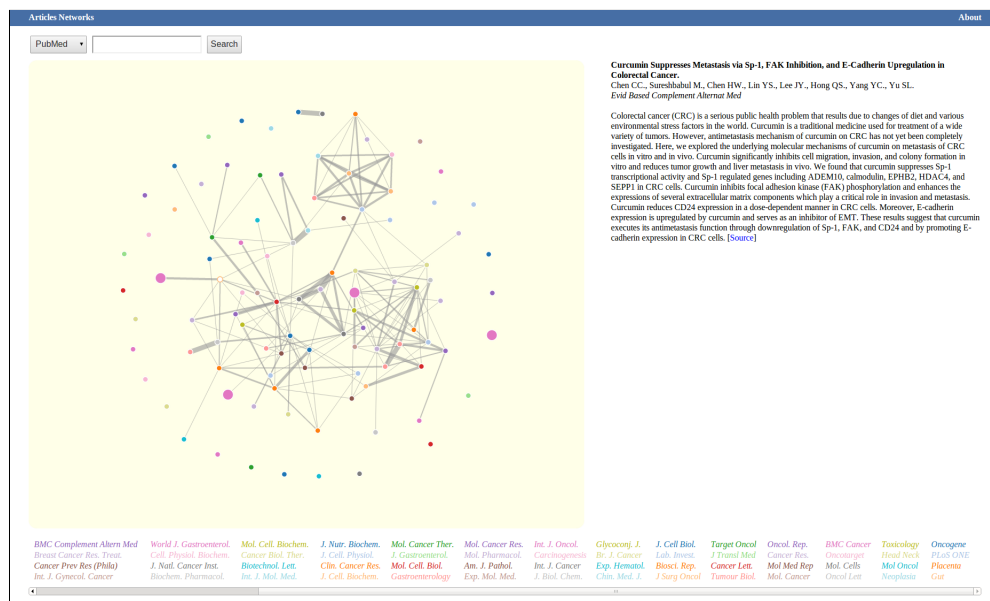 Articles Networks About
PubMed Search
Curcumin Suppresses Metastasis via Sp-1, FAK Inhibition, and E-Cadherin Upregulation in
Colorectal Cancer.
Chen CC., Sureshbabul M., Chen HW., Lin YS., Lee JY., Hong QS., Yang YC., Yu SL.
Evid Based Complement Alternat Med
Colorectal cancer (CRC) is a serious public health problem that results due to changes of diet and various
environmental stress factors in the world. Curcumin is a traditional medicine used for treatment of a wide
variety of tumors. However, antimetastasis mechanism of curcumin on CRC has not yet been completely
investigated. Here, we explored the underlying molecular mechanisms of curcumin on metastasis of CRC
cells in vitro and in vivo. Curcumin significantly inhibits cell migration, invasion, and colony formation in
vitro and reduces tumor growth and liver metastasis in vivo. We found that curcumin suppresses Sp-1
transcriptional activity and Sp-1 regulated genes including ADEM10, calmodulin, EPHB2, HDAC4, and
SEPP1 in CRC cells. Curcumin inhibits focal adhesion kinase (FAK) phosphorylation and enhances the
expressions of several extracellular matrix components which play a critical role in invasion and metastasis.
Curcumin reduces CD24 expression in a dose-dependent manner in CRC cells. Moreover, E-cadherin
expression is upregulated by curcumin and serves as an inhibitor of EMT. These results suggest that curcumin
executes its antimetastasis function through downregulation of Sp-1, FAK, and CD24 and by promoting E-
cadherin expression in CRC cells. [Source]
BMC Complement Altern Med World J. Gastroenterol. Mol. Cell. Biochem. J. Nutr. Biochem. Mol. Cancer Ther. Mol. Cancer Res. Int. J. Oncol. Glycoconj. J. J. Cell Biol. Target Oncol Oncol. Rep. BMC Cancer Toxicology Oncogene
Breast Cancer Res. Treat. Cell. Physiol. Biochem. Cancer Biol. Ther. J. Cell. Physiol. J. Gastroenterol. Mol. Pharmacol. Carcinogenesis Br. J. Cancer Lab. Invest. J Transl Med Cancer Res. Oncotarget Head Neck PLoS ONE
Cancer Prev Res (Phila) J. Natl. Cancer Inst. Biotechnol. Lett. Clin. Cancer Res. Mol. Cell. Biol. Am. J. Pathol. Int. J. Cancer Exp. Hematol. Biosci. Rep. Cancer Lett. Mol Med Rep Mol. Cells Mol Oncol Placenta
Int. J. Gynecol. Cancer Biochem. Pharmacol. Int. J. Mol. Med. J. Cell. Biochem. Gastroenterology Exp. Mol. Med. J. Biol. Chem. Chin. Med. J. J Surg Oncol Tumour Biol. Mol. Cancer Oncol Lett Neoplasia Gut